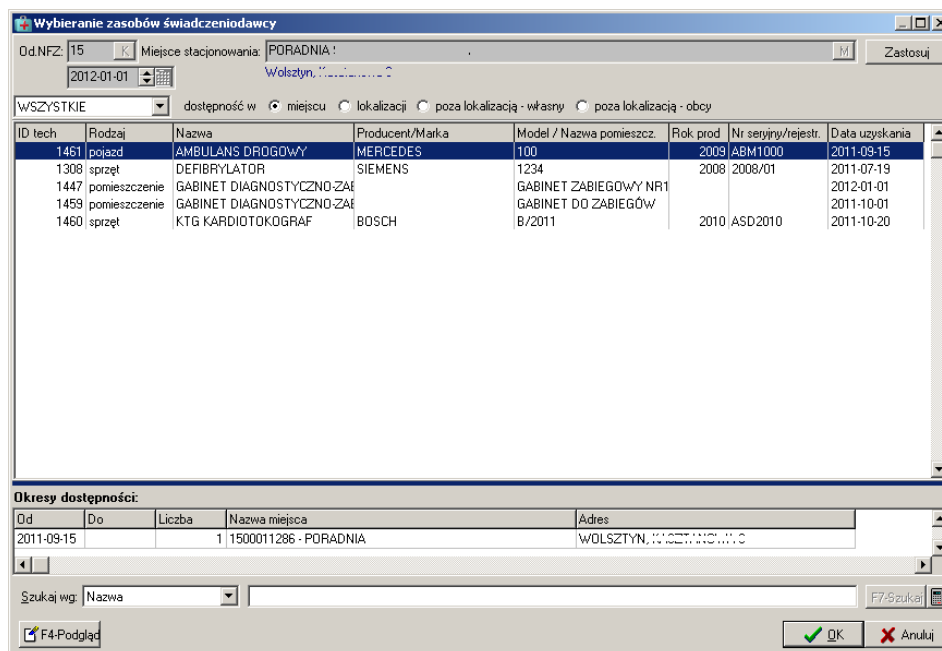 Wybieranie zasobów świadczeniodawcy
Od.NFZ: 15 K Miejsce stacjonowania: PORADNIA M Zastosuj
2012-01-01 Wolsztyn,
WSZYSTKIE dostępność w miejscu lokalizacji poza lokalizacją - własny poza lokalizacją - obcy
ID tech Rodzaj Nazwa Producent/Marka Model / Nazwa pomieszcz. Rok prod Nr seryjny/rejestr. Data uzyskania
1461 pojazd AMBULANS DROGOWY MERCEDES 100 2009 ABM1000 2011-09-15
1308 sprzęt DEFIBRYLATOR SIEMENS 1234 2008 2008/01 2011-07-19
1447 pomieszczenie GABINET DIAGNOSTYCZNO-ZAB GABINET ZABIEGOWY NR1 2012-01-01
1459 pomieszczenie GABINET DIAGNOSTYCZNO-ZAB GABINET DO ZABIEGÓW 2011-10-01
1460 sprzęt KTG KARDIOTOKOGRAF BOSCH B/2011 2010 ASD2010 2011-10-20
Okresy dostępności:
Od Do Liczba Nazwa miejsca Adres
2011-09-15 1 1500011286 - PORADNIA WOLSZTYN,
Szukaj wg: Nazwa F7-Szukaj
F4-Podgląd OK Anuluj